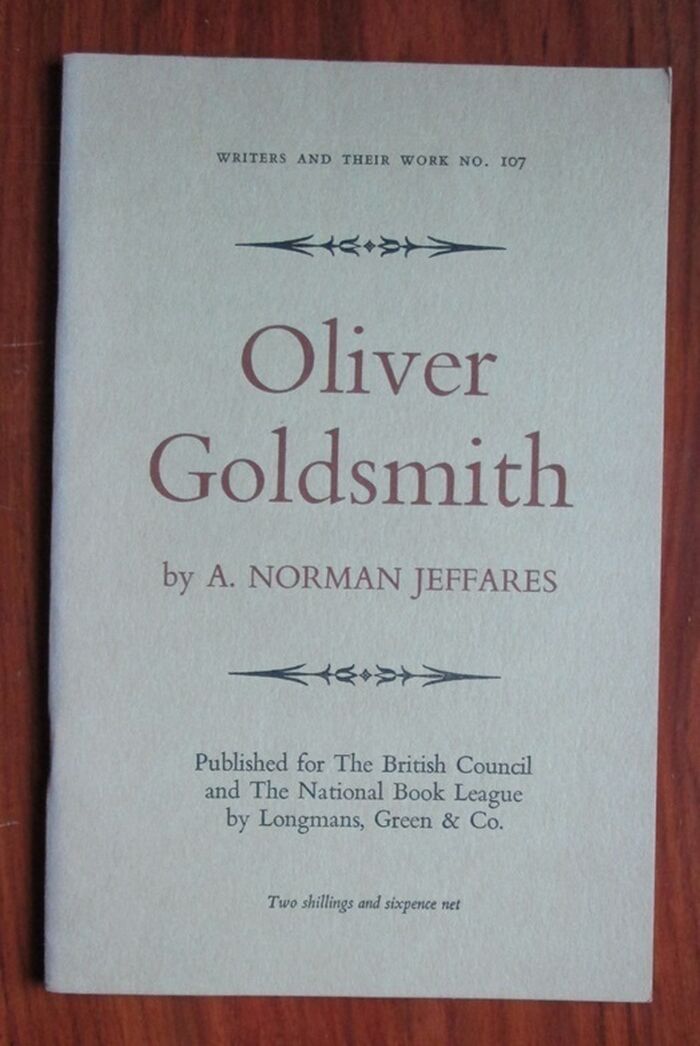 WRITERS AND THEIR WORK NO. 107
Oliver
Goldsmith
by A. NORMAN JEFFARES
Published for The British Council
and The National Book League
by Longmans, Green & Co.
Two shillings and sixpence net